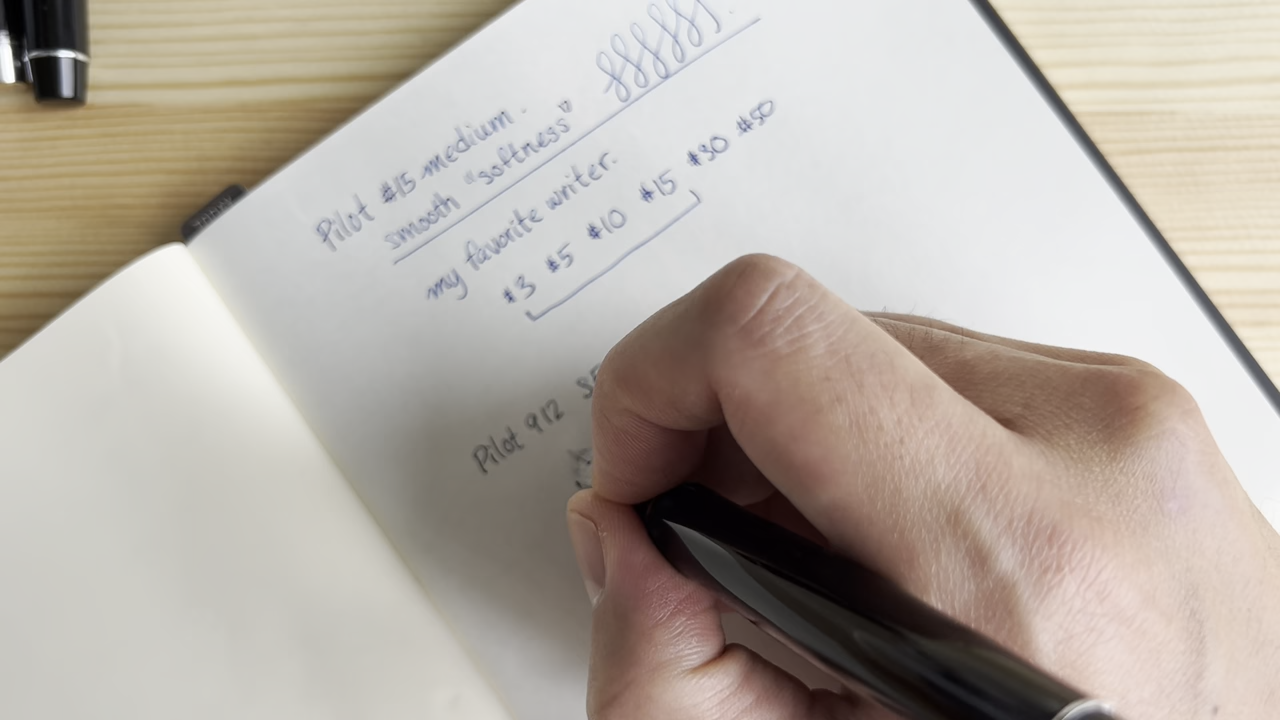 Pilot #15 medium.
smooth "softness"
my favorite writer.
$3 $5 $10 $15 $30 $50
Pilot 912